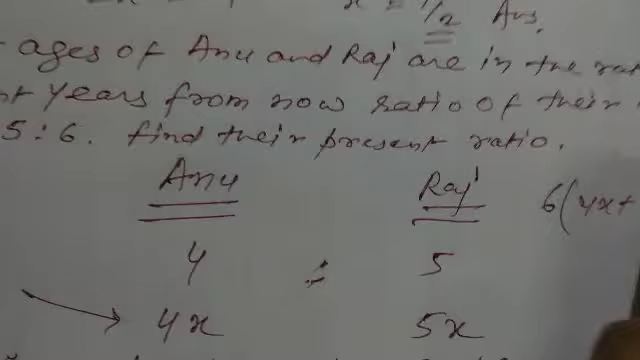 x = 1/2 Ans.
ages of Anu and Raj are in the
years from now ratio of their
5:6. find their present ratio.
Anu Raj 6(4x+
4 : 5
4x 5x